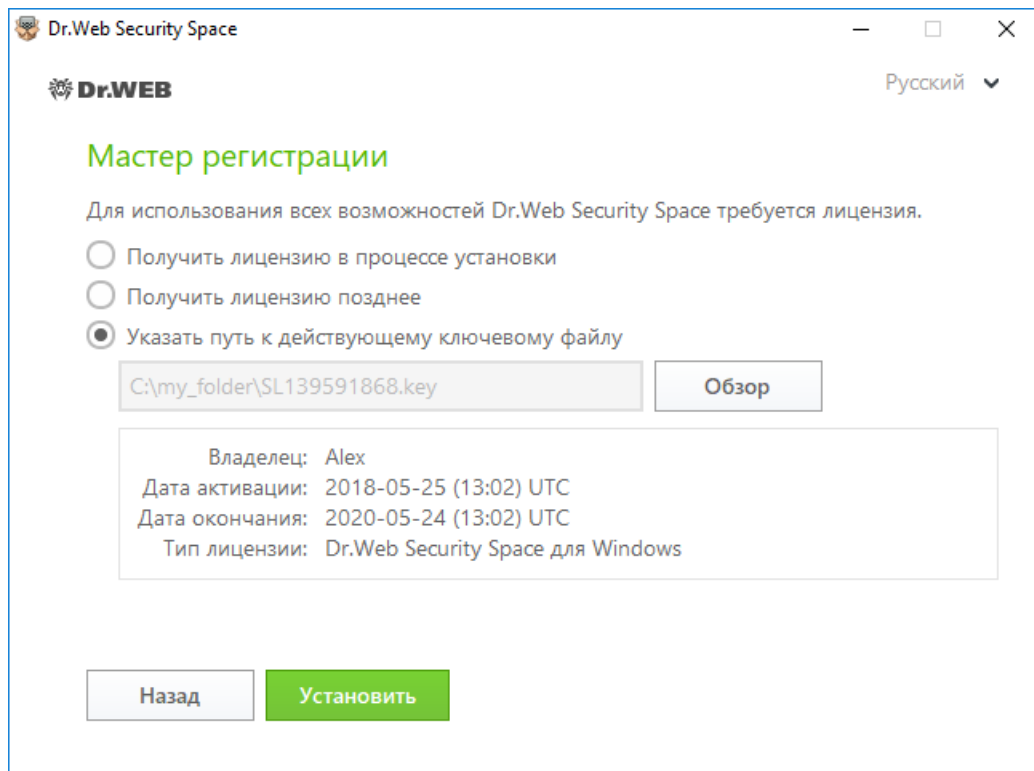 Dr.Web Security Space
Dr.WEB
Русский
Мастер регистрации
Для использования всех возможностей Dr.Web Security Space требуется лицензия.
Получить лицензию в процессе установки
Получить лицензию позднее
Указать путь к действующему ключевому файлу
C:\my_folder\SL139591868.key
Обзор
Владелец: Alex
Дата активации: 2018-05-25 (13:02) UTC
Дата окончания: 2020-05-24 (13:02) UTC
Тип лицензии: Dr.Web Security Space для Windows
Назад
Установить